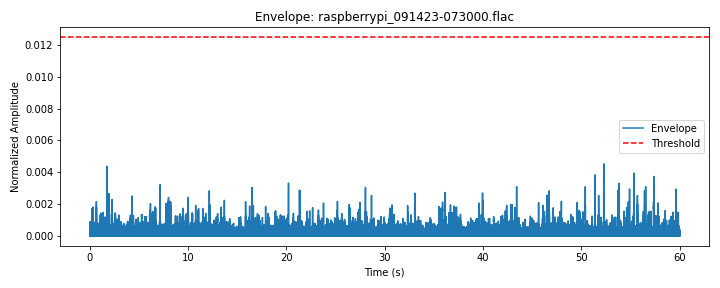 Envelope: raspberrypi_091423-073000.flac
Normalized Amplitude
0.012
0.010
0.008
0.006
0.004
0.002
0.000
Envelope
Threshold
0 10 20 30 40 50 60
Time (s)